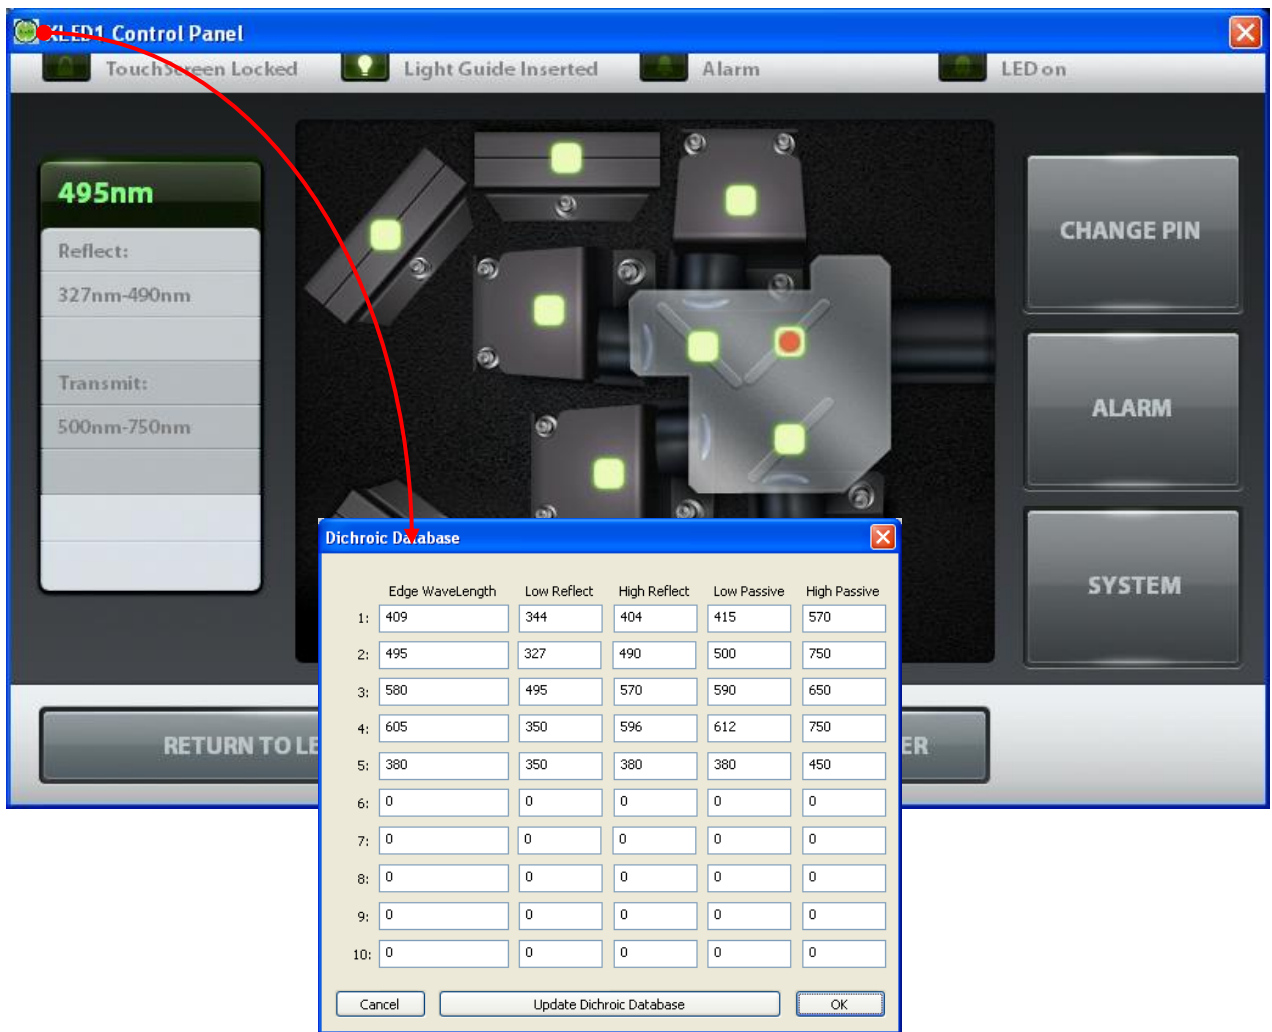 XLED1 Control Panel
TouchScreen Locked Light Guide Inserted Alarm LED on
495nm
Reflect:
327nm-490nm
Transmit:
500nm-750nm
CHANGE PIN
ALARM
SYSTEM
RETURN TO LE
ER
Dichroic Database
Edge WaveLength Low Reflect High Reflect Low Passive High Passive
1: 409 344 404 415 570
2: 495 327 490 500 750
3: 580 495 570 590 650
4: 605 350 596 612 750
5: 380 350 380 380 450
6: 0 0 0 0 0
7: 0 0 0 0 0
8: 0 0 0 0 0
9: 0 0 0 0 0
10: 0 0 0 0 0
Cancel Update Dichroic Database OK